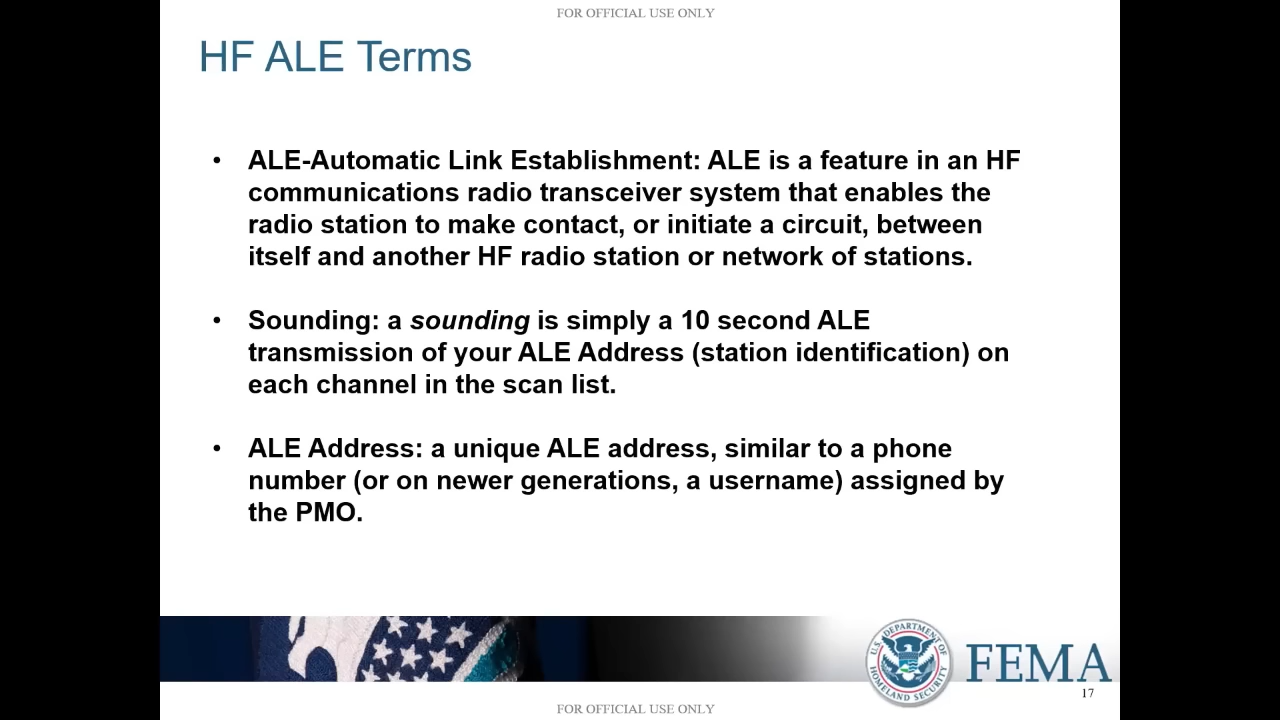 FOR OFFICIAL USE ONLY
HF ALE Terms
• ALE-Automatic Link Establishment: ALE is a feature in an HF
communications radio transceiver system that enables the
radio station to make contact, or initiate a circuit, between
itself and another HF radio station or network of stations.
• Sounding: a sounding is simply a 10 second ALE
transmission of your ALE Address (station identification) on
each channel in the scan list.
• ALE Address: a unique ALE address, similar to a phone
number (or on newer generations, a username) assigned by
the PMO.
U.S. DEPARTMENT OF
HOMELAND SECURITY
FEMA
17
FOR OFFICIAL USE ONLY